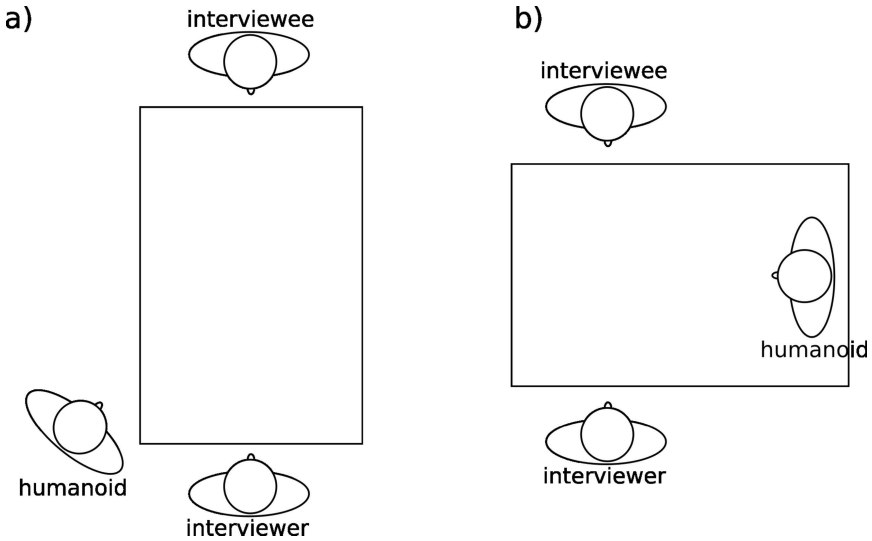 a)
interviewee
humanoid
interviewer
b)
interviewee
humanoid
interviewer